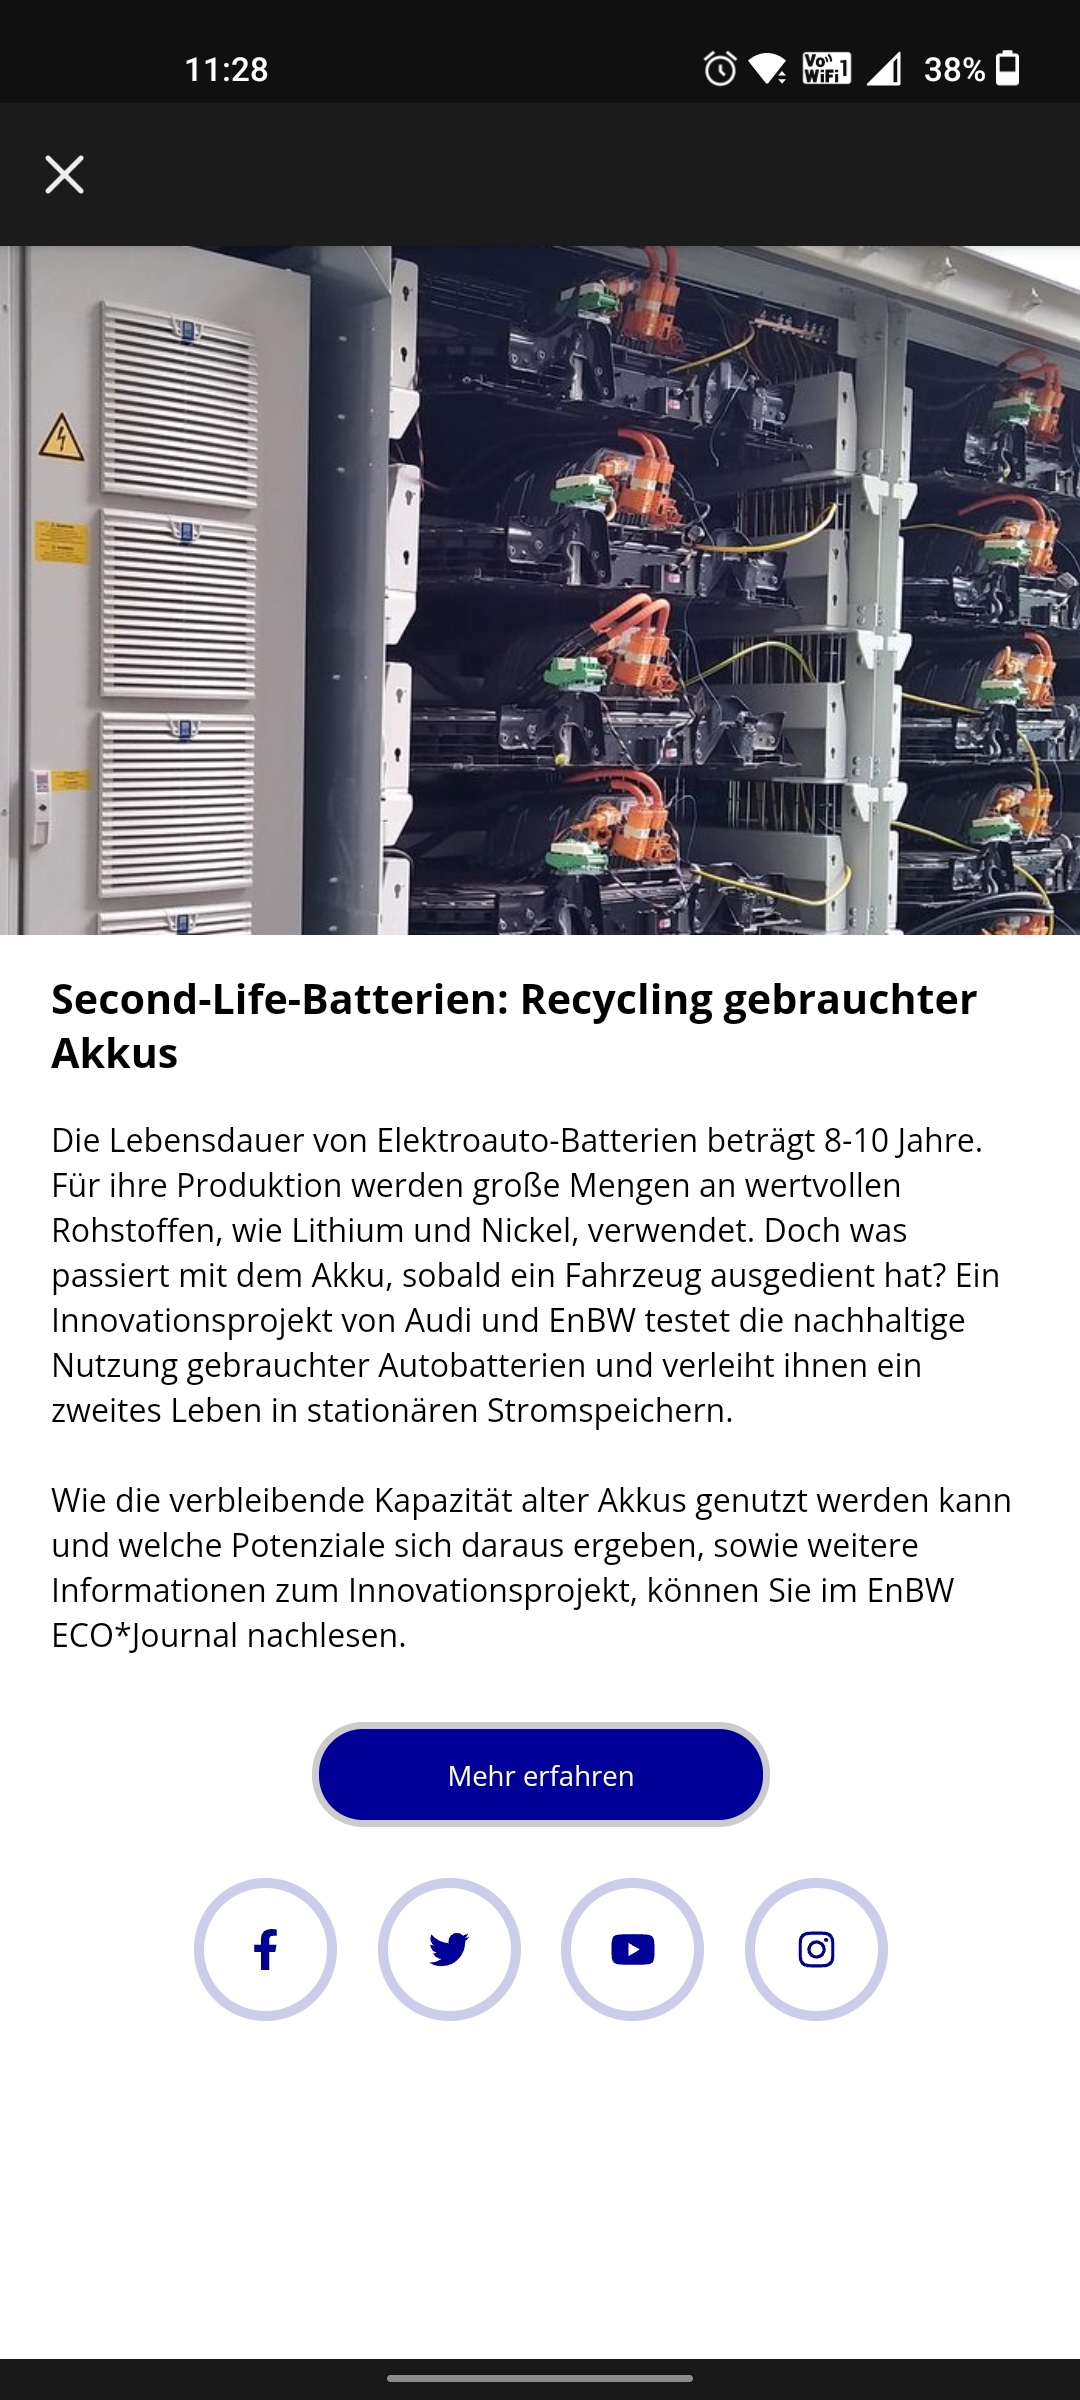 11:28
Vo WiFi 1
38%
Second-Life-Batterien: Recycling gebrauchter
Akkus
Die Lebensdauer von Elektroauto-Batterien beträgt 8-10 Jahre.
Für ihre Produktion werden große Mengen an wertvollen
Rohstoffen, wie Lithium und Nickel, verwendet. Doch was
passiert mit dem Akku, sobald ein Fahrzeug ausgedient hat? Ein
Innovationsprojekt von Audi und EnBW testet die nachhaltige
Nutzung gebrauchter Autobatterien und verleiht ihnen ein
zweites Leben in stationären Stromspeichern.
Wie die verbleibende Kapazität alter Akkus genutzt werden kann
und welche Potenziale sich daraus ergeben, sowie weitere
Informationen zum Innovationsprojekt, können Sie im EnBW
ECO*Journal nachlesen.
Mehr erfahren